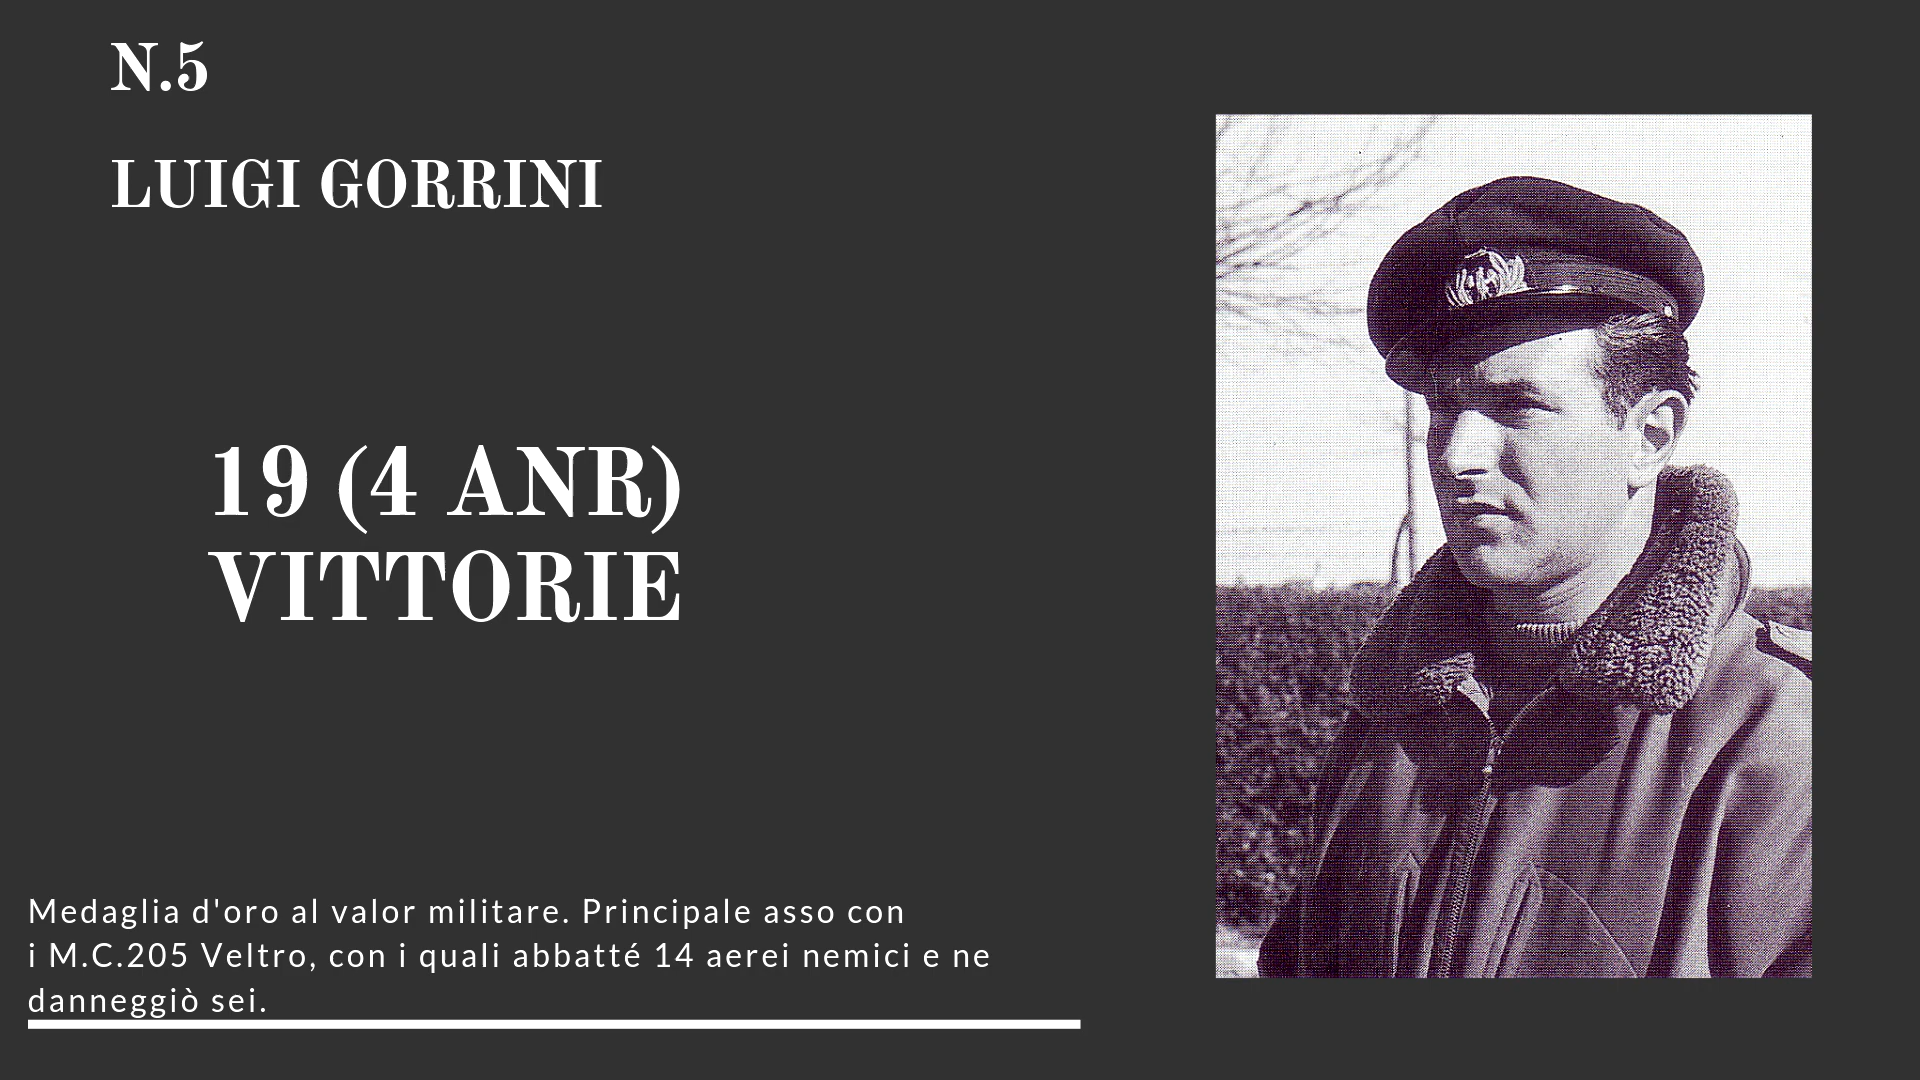 N.5
LUIGI GORRINI
19 (4 ANR)
VITTORIE
Medaglia d'oro al valor militare. Principale asso con
i M.C.205 Veltro, con i quali abbatté 14 aerei nemici e ne
danneggiò sei.